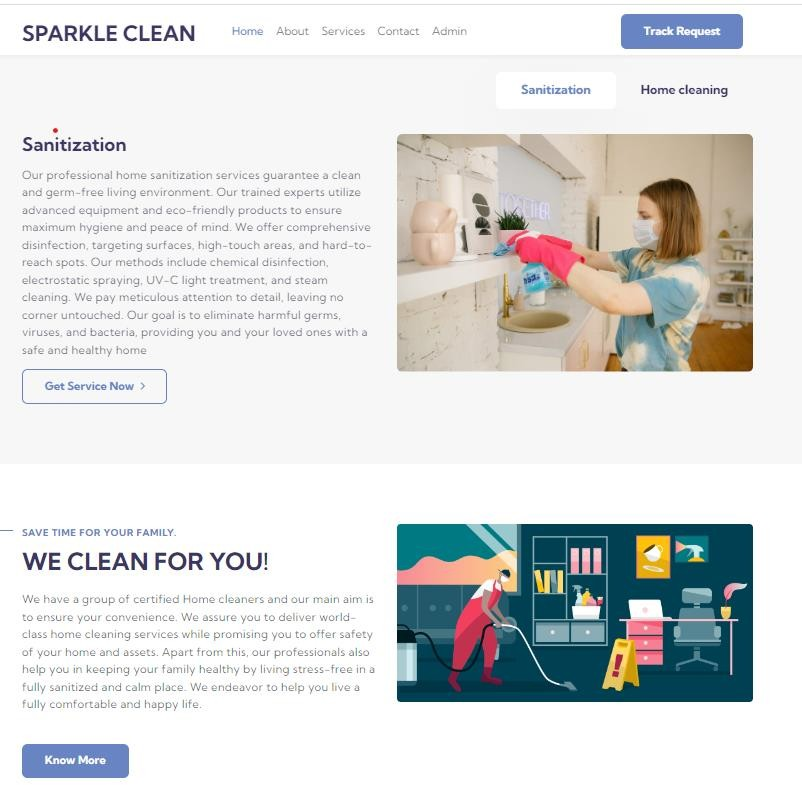 SPARKLE CLEAN Home About Services Contact Admin Track Request
Sanitization Home cleaning
Sanitization
Our professional home sanitization services guarantee a clean
and germ-free living environment. Our trained experts utilize
advanced equipment and eco-friendly products to ensure
maximum hygiene and peace of mind. We offer comprehensive
disinfection, targeting surfaces, high-touch areas, and hard-to-
reach spots. Our methods include chemical disinfection,
electrostatic spraying, UV-C light treatment, and steam
cleaning. We pay meticulous attention to detail, leaving no
corner untouched. Our goal is to eliminate harmful germs,
viruses, and bacteria, providing you and your loved ones with a
safe and healthy home
Get Service Now
TOGETHER
SAVE TIME FOR YOUR FAMILY.
WE CLEAN FOR YOU!
We have a group of certified Home cleaners and our main aim is
to ensure your convenience. We assure you to deliver world-
class home cleaning services while promising you to offer safety
of your home and assets. Apart from this, our professionals also
help you in keeping your family healthy by living stress-free in a
fully sanitized and calm place. We endeavor to help you live a
fully comfortable and happy life.
Know More